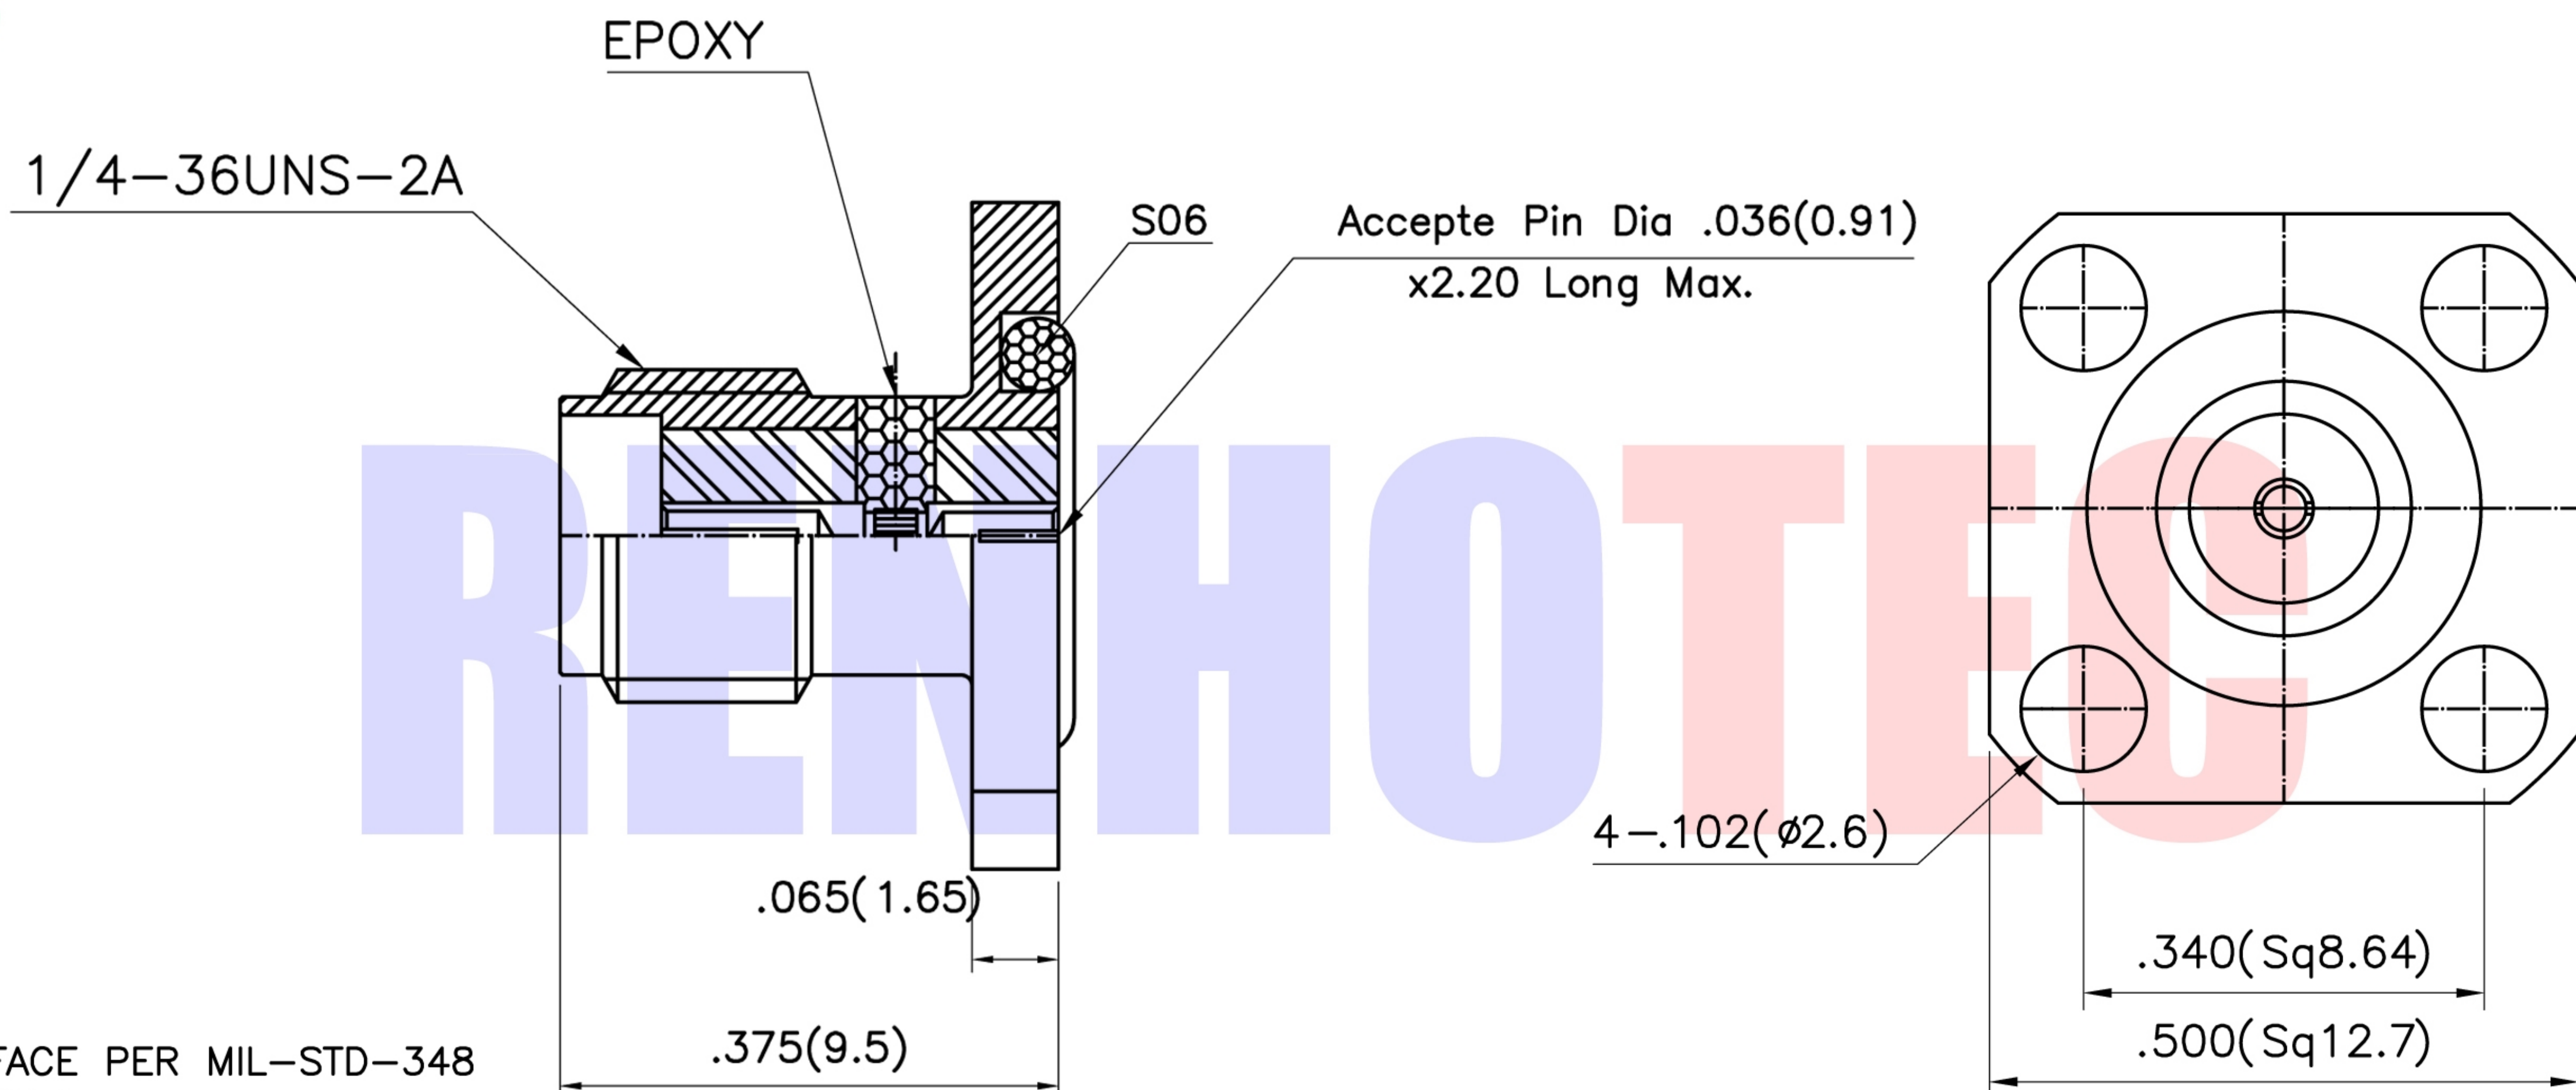 EPOXY
1/4-36UNS-2A
S06
Accepte Pin Dia .036(0.91)
x2.20 Long Max.
RENHOTEC
4-.102(ø2.6)
.065(1.65)
.340(Sq8.64)
.375(9.5)
.500(Sq12.7)
FACE PER MIL-STD-348